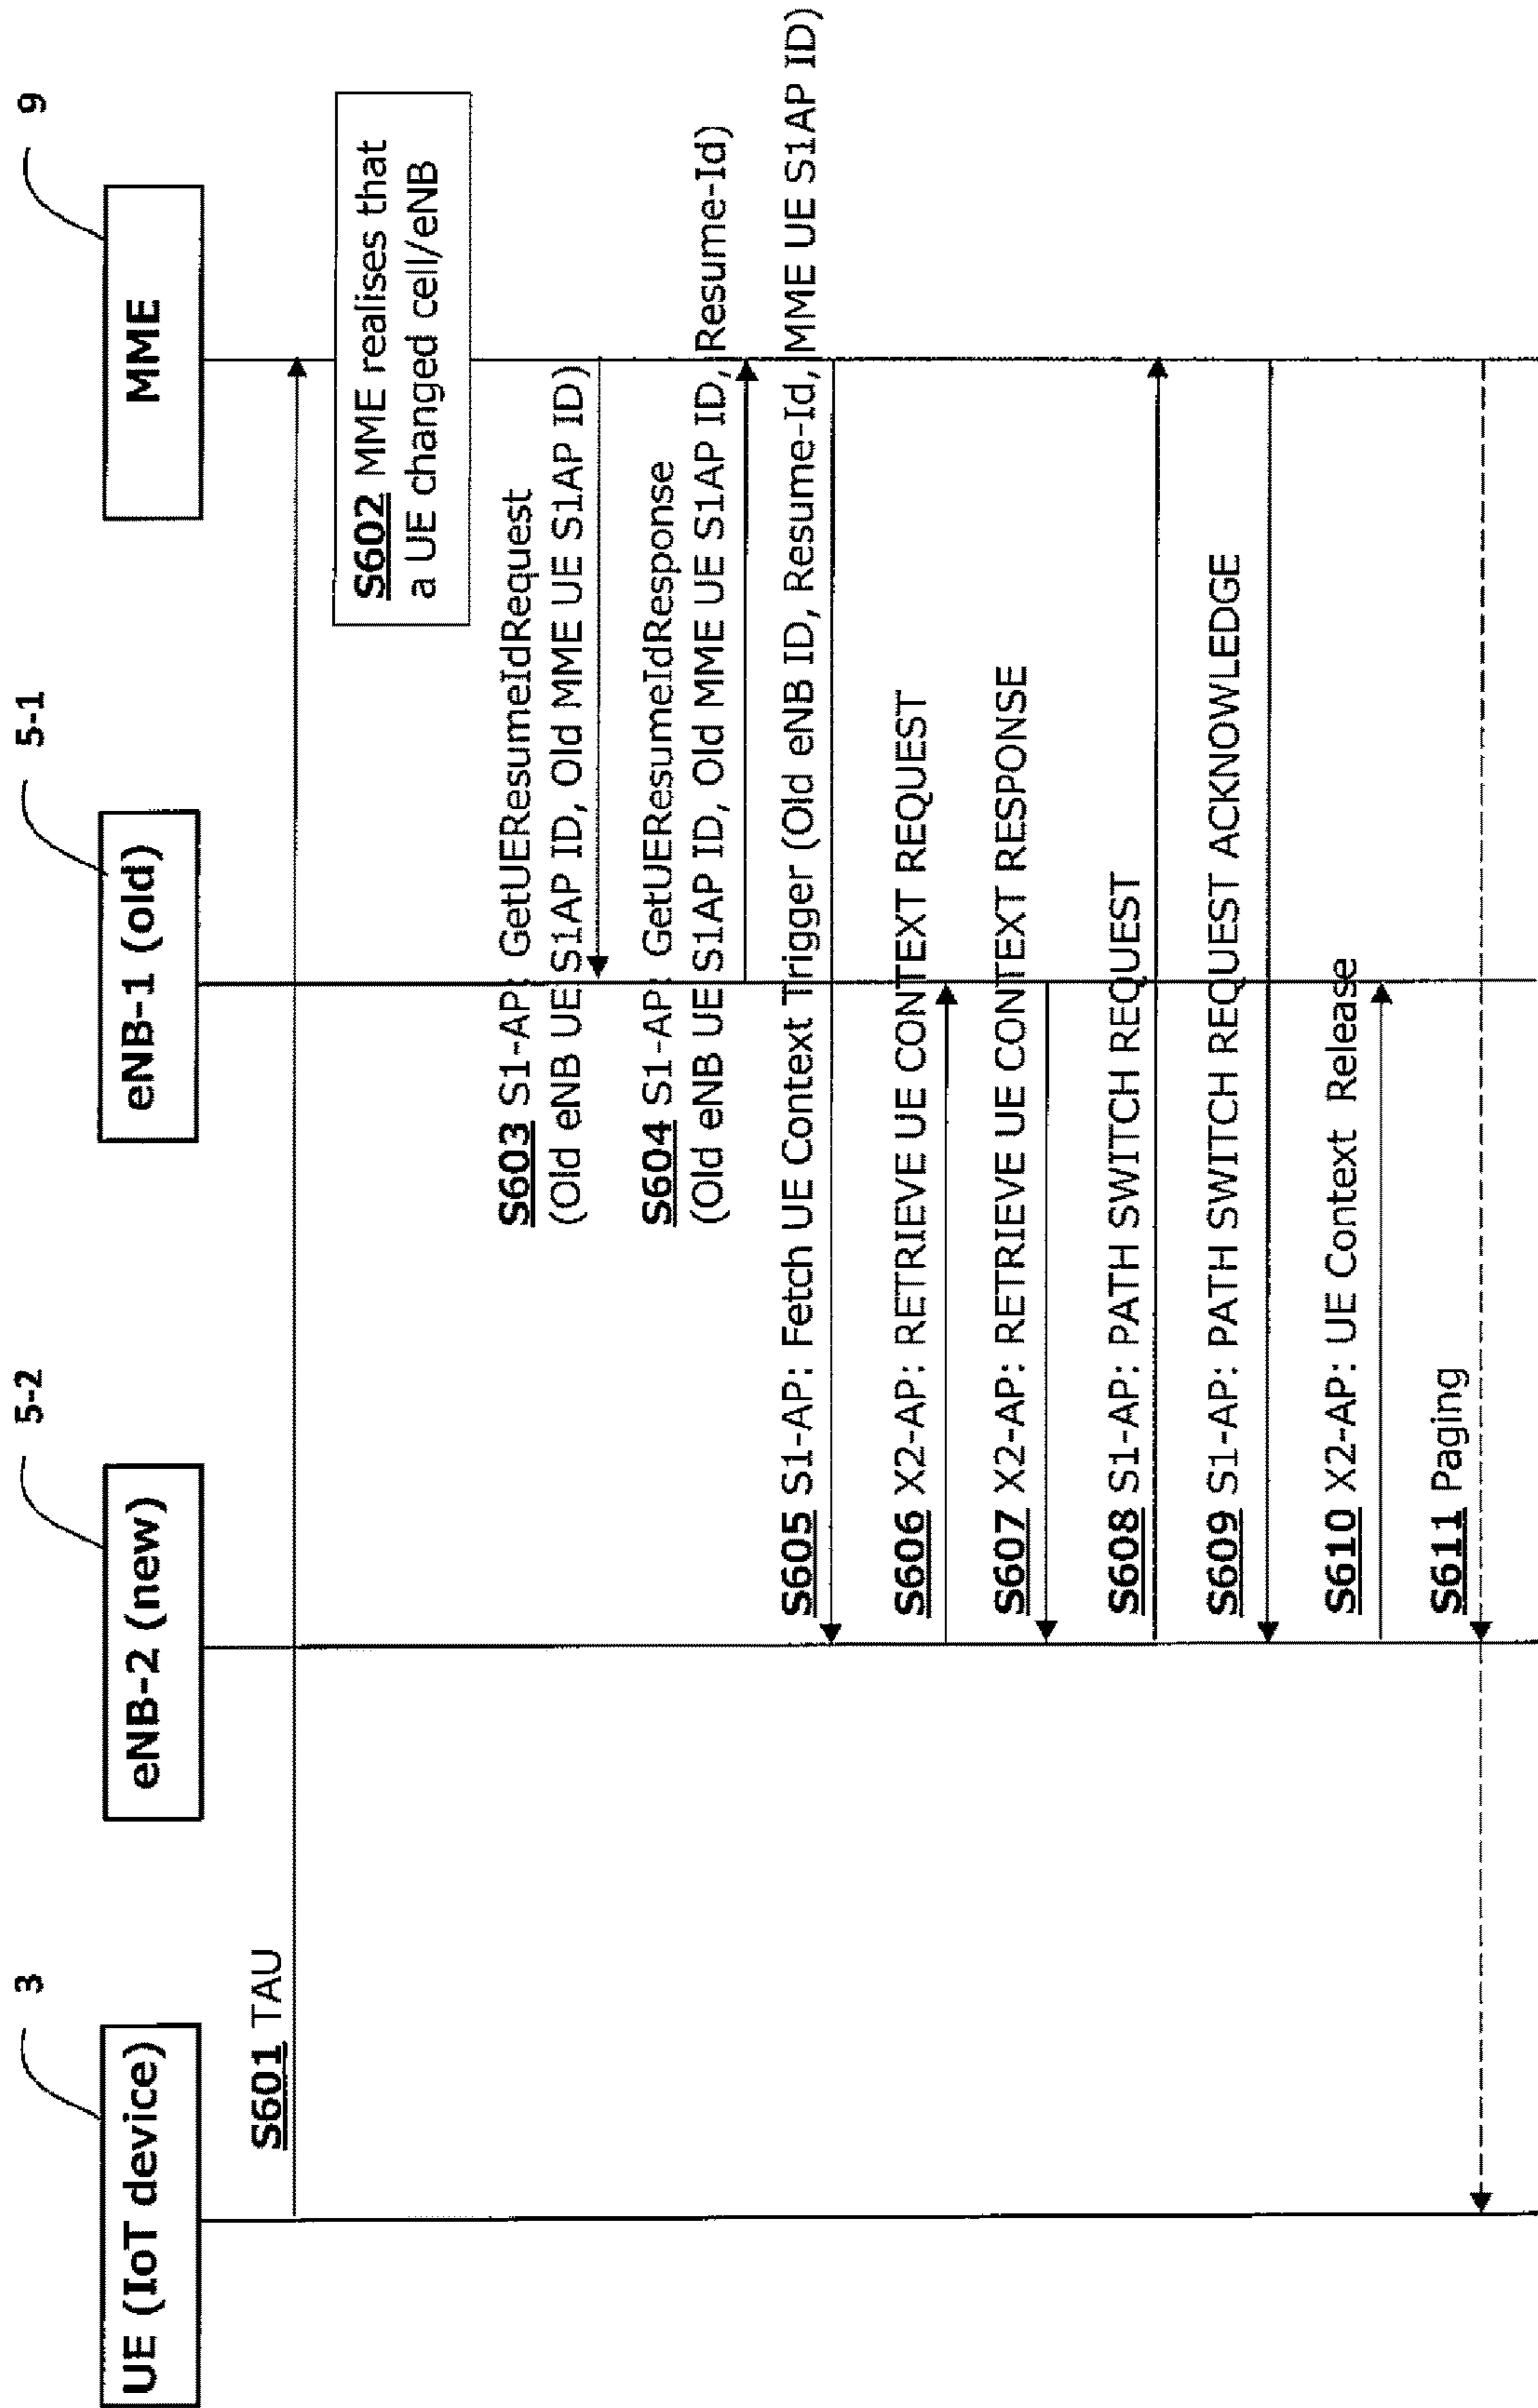 3
5-2
5-1
9
UE (IoT device)
eNB-2 (new)
eNB-1 (old)
MME
S601 TAU
S602 MME realises that
a UE changed cell/eNB
S603 S1-AP: GetUEResumeIdRequest
(Old eNB UE S1AP ID, Old MME UE S1AP ID)
S604 S1-AP: GetUEResumeIdResponse
(Old eNB UE S1AP ID, Old MME UE S1AP ID, Resume-Id)
S605 S1-AP: Fetch UE Context Trigger (Old eNB ID, Resume-Id, MME UE S1AP ID)
S606 X2-AP: RETRIEVE UE CONTEXT REQUEST
S607 X2-AP: RETRIEVE UE CONTEXT RESPONSE
S608 S1-AP: PATH SWITCH REQUEST
S609 S1-AP: PATH SWITCH REQUEST ACKNOWLEDGE
S610 X2-AP: UE Context Release
S611 Paging